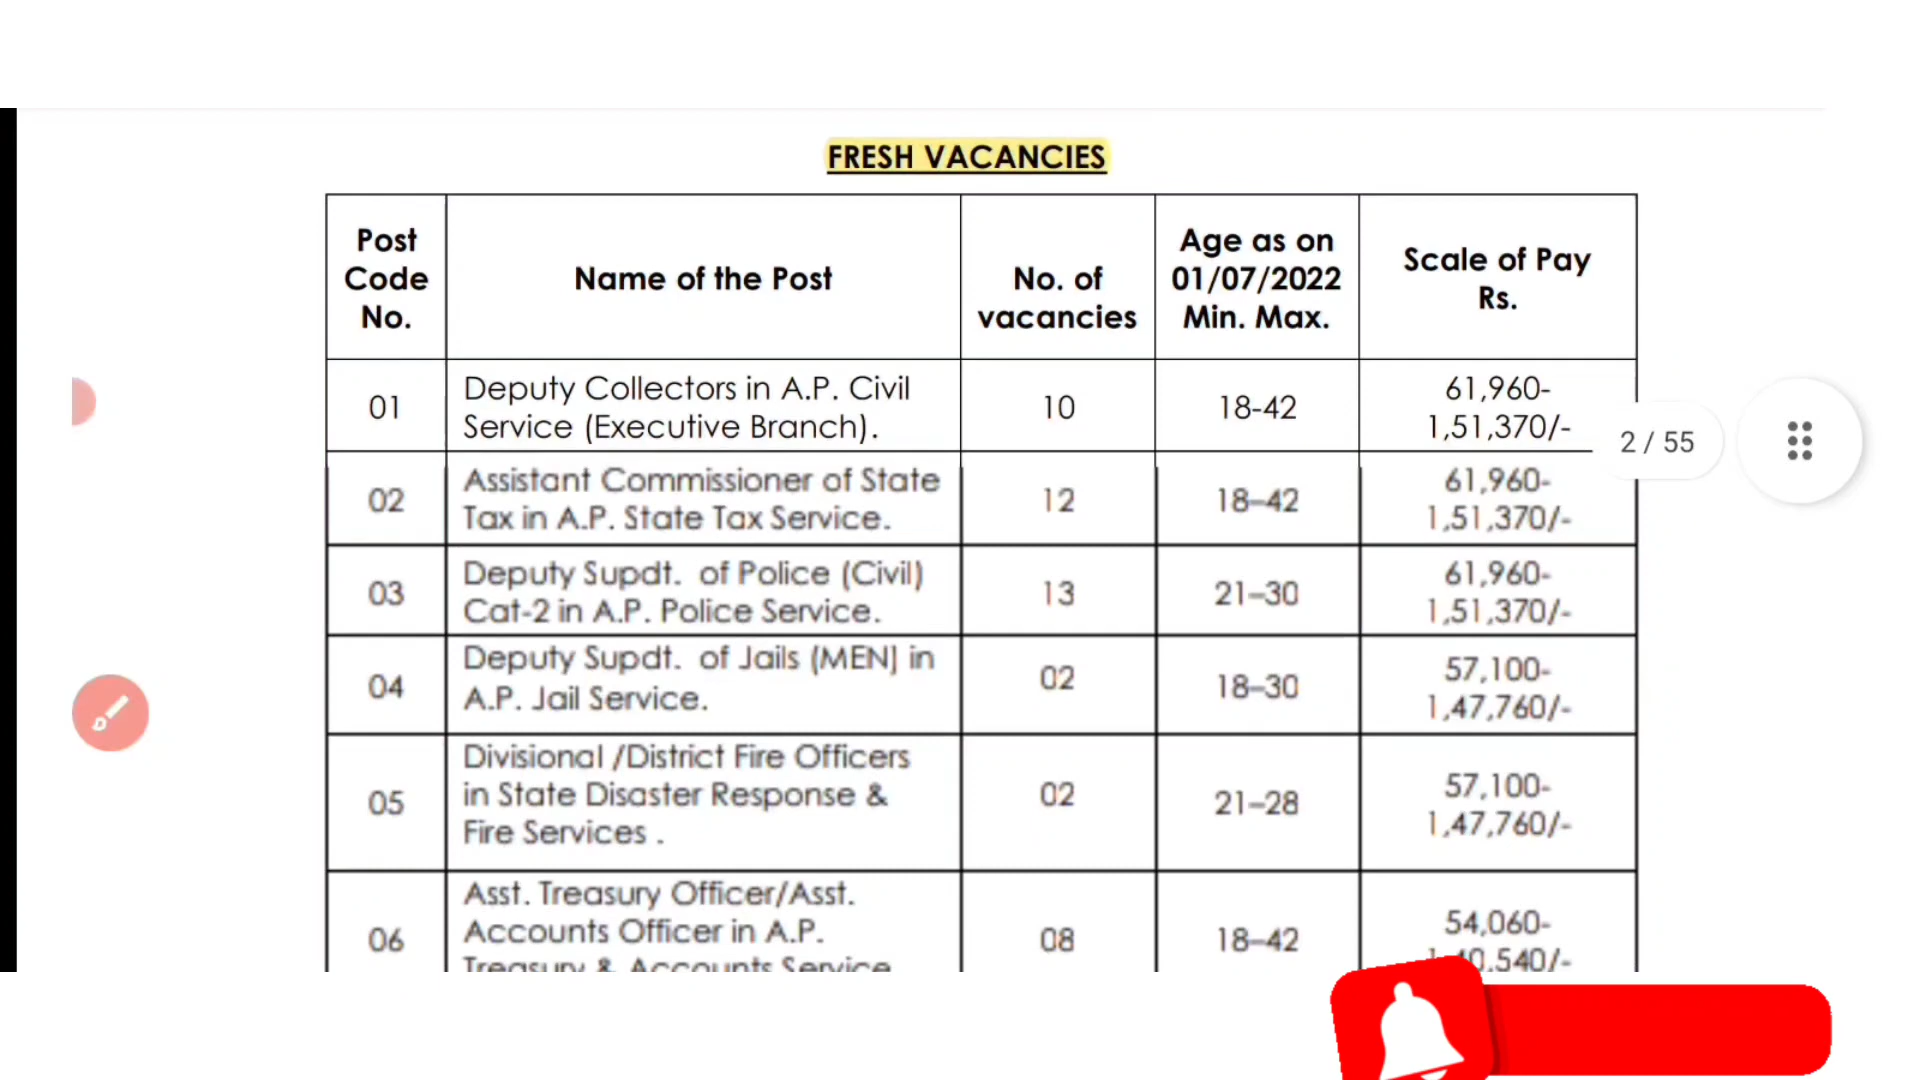 FRESH VACANCIES
Post
Code
No.
Name of the Post
No. of
vacancies
Age as on
01/07/2022
Min. Max.
Scale of Pay
Rs.
01
Deputy Collectors in A.P. Civil
Service (Executive Branch).
10
18-42
61,960-
1,51,370/-
02
Assistant Commissioner of State
Tax in A.P. State Tax Service.
12
18–42
61,960-
1,51,370/-
03
Deputy Supdt. of Police (Civil)
Cat-2 in A.P. Police Service.
13
21–30
61,960-
1,51,370/-
04
Deputy Supdt. of Jails (MEN) in
A.P. Jail Service.
02
18–30
57,100-
1,47,760/-
05
Divisional /District Fire Officers
in State Disaster Response &
Fire Services .
02
21–28
57,100-
1,47,760/-
06
Asst. Treasury Officer/Asst.
Accounts Officer in A.P.
Treasury & Accounts Service
08
18–42
54,060-
2 / 55